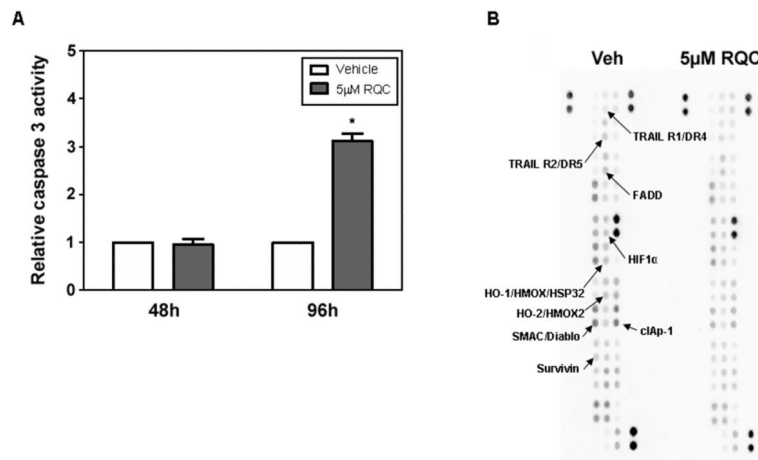 A
Relative caspase 3 activity
5
4
3
2
1
0
Vehicle
5µM RQC
*
48h
96h
B
Veh
5µM RQC
TRAIL R1/DR4
TRAIL R2/DR5
FADD
HIF1α
HO-1/HMOX/HSP32
HO-2/HMOX2
SMAC/Diablo
cIAp-1
Survivin